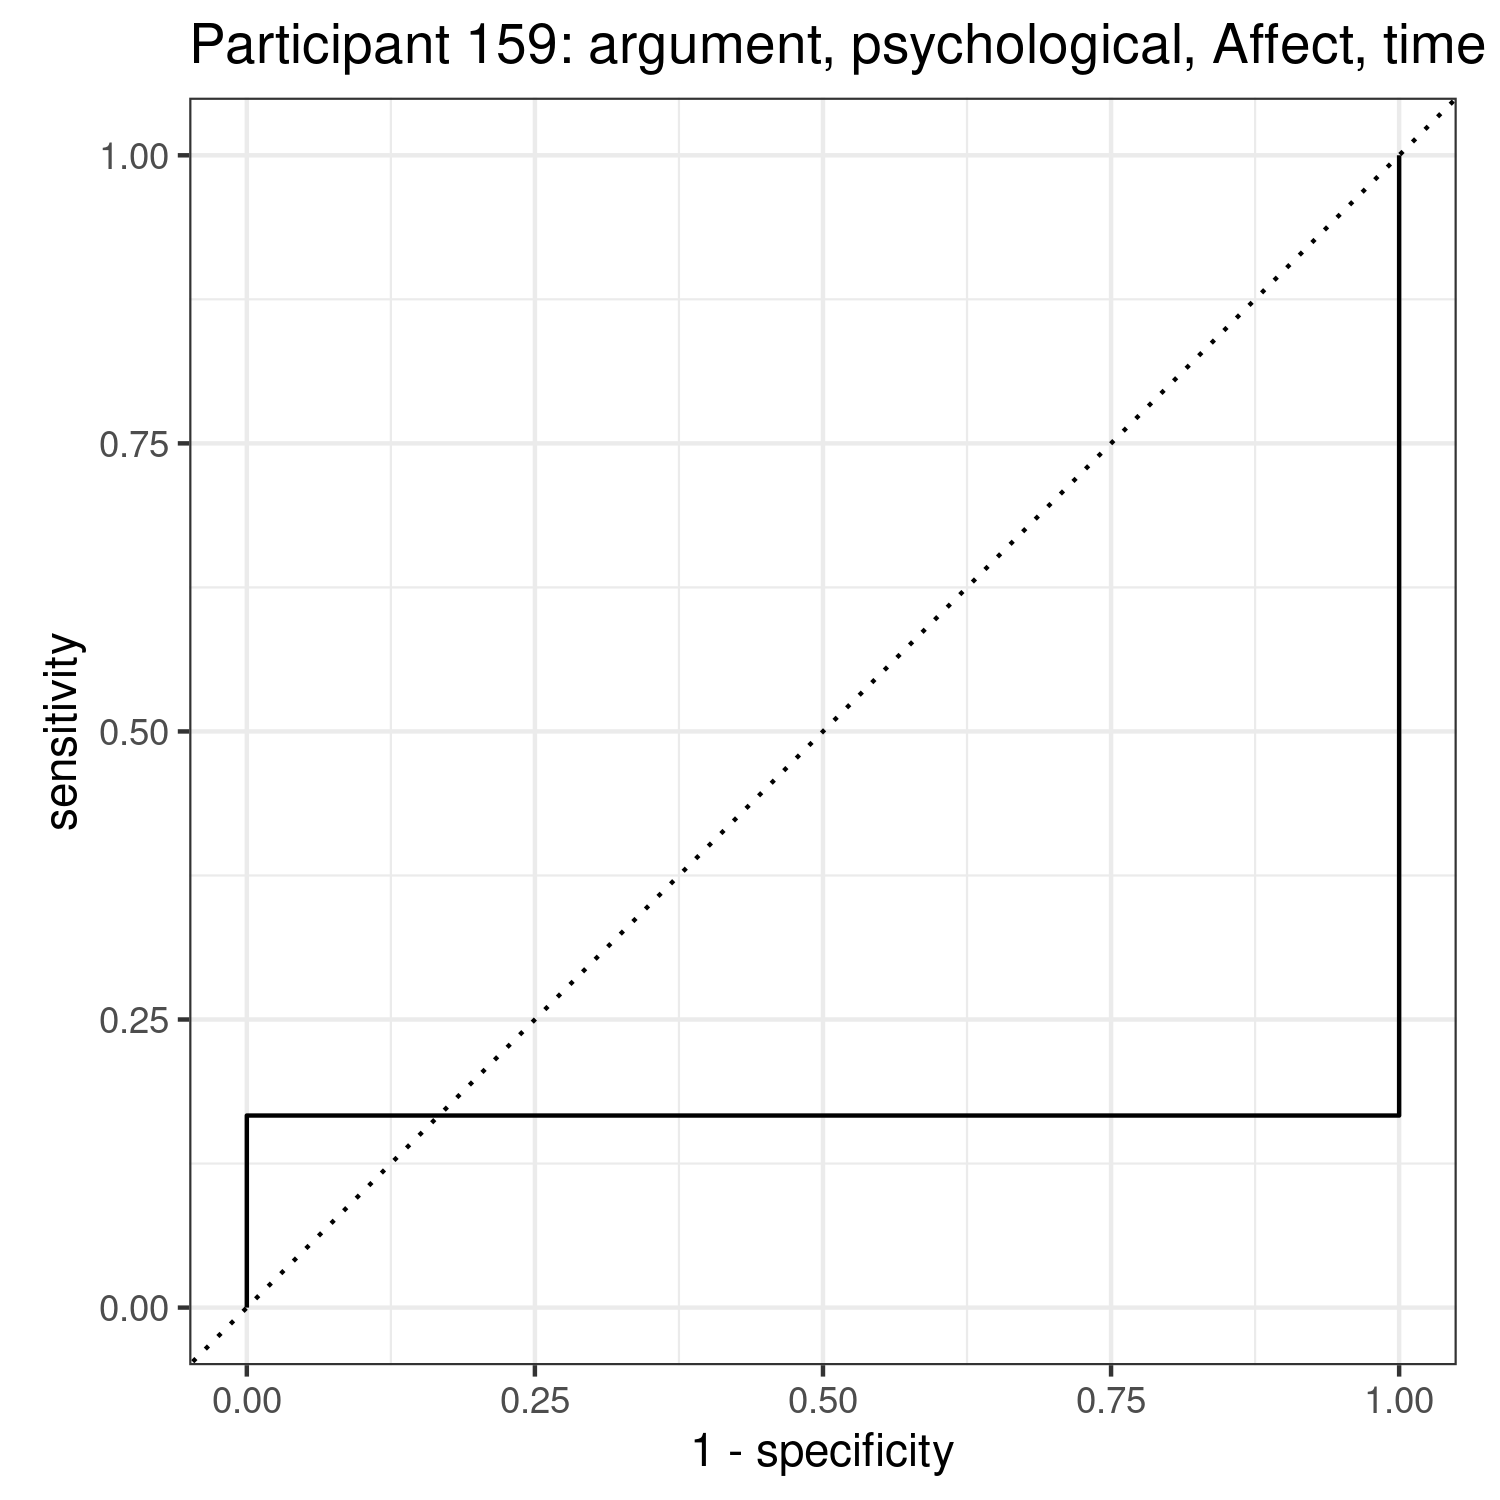 Participant 159: argument, psychological, Affect, time
1.00
0.75
0.50
0.25
0.00
sensitivity
0.00 0.25 0.50 0.75 1.00
1 - specificity